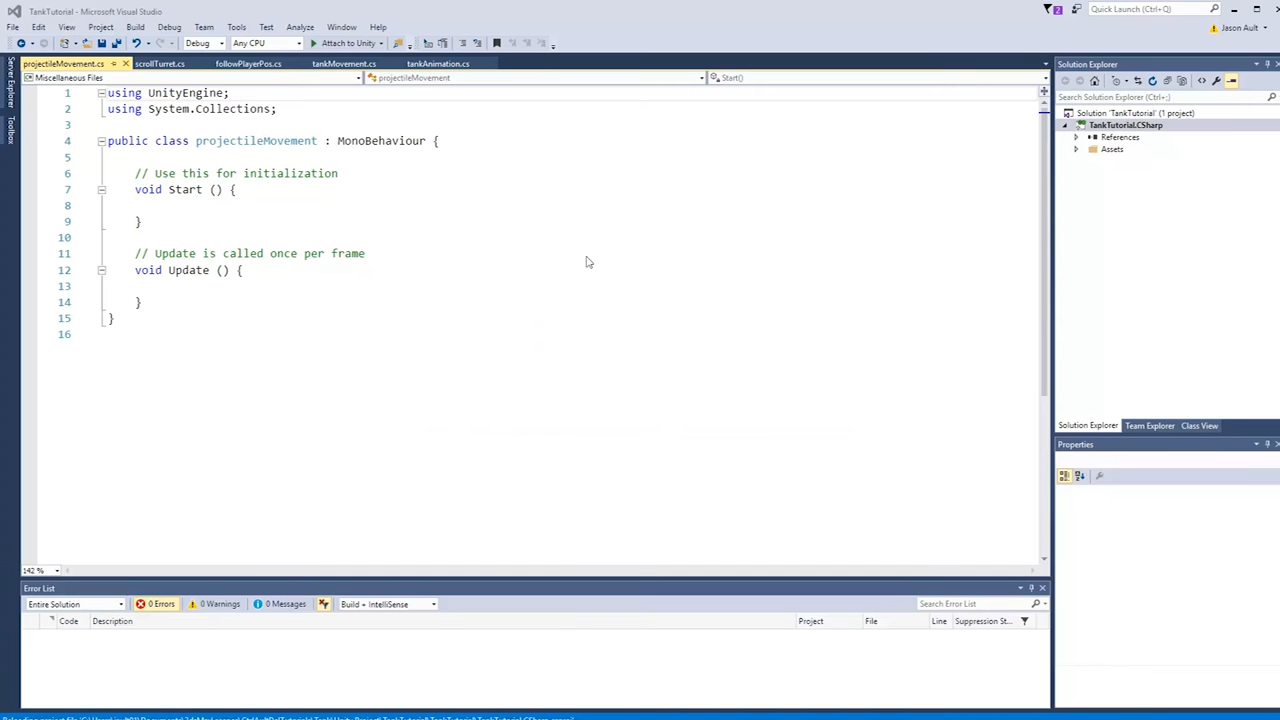 TankTutorial - Microsoft Visual Studio
2
Quick Launch (Ctrl+Q)
File Edit View Project Build Debug Team Tools Test Analyze Window Help
Jason Ault
Debug Any CPU Attach to Unity
projectileMovement.cs scrollTurret.cs followPlayerPos.cs tankMovement.cs tankAnimation.cs
Miscellaneous Files projectileMovement Start()
Server Explorer
Toolbox
1 using UnityEngine;
2 using System.Collections;
3
4 public class projectileMovement : MonoBehaviour {
5
6 // Use this for initialization
7 void Start () {
8
9 }
10
11 // Update is called once per frame
12 void Update () {
13
14 }
15 }
16
142 %
Solution Explorer
Search Solution Explorer (Ctrl+;)
Solution 'TankTutorial' (1 project)
TankTutorial.CSharp
References
Assets
Solution Explorer Team Explorer Class View
Properties
Error List
Entire Solution 0 Errors 0 Warnings 0 Messages Build + IntelliSense Search Error List
Code Description Project File Line Suppression St...